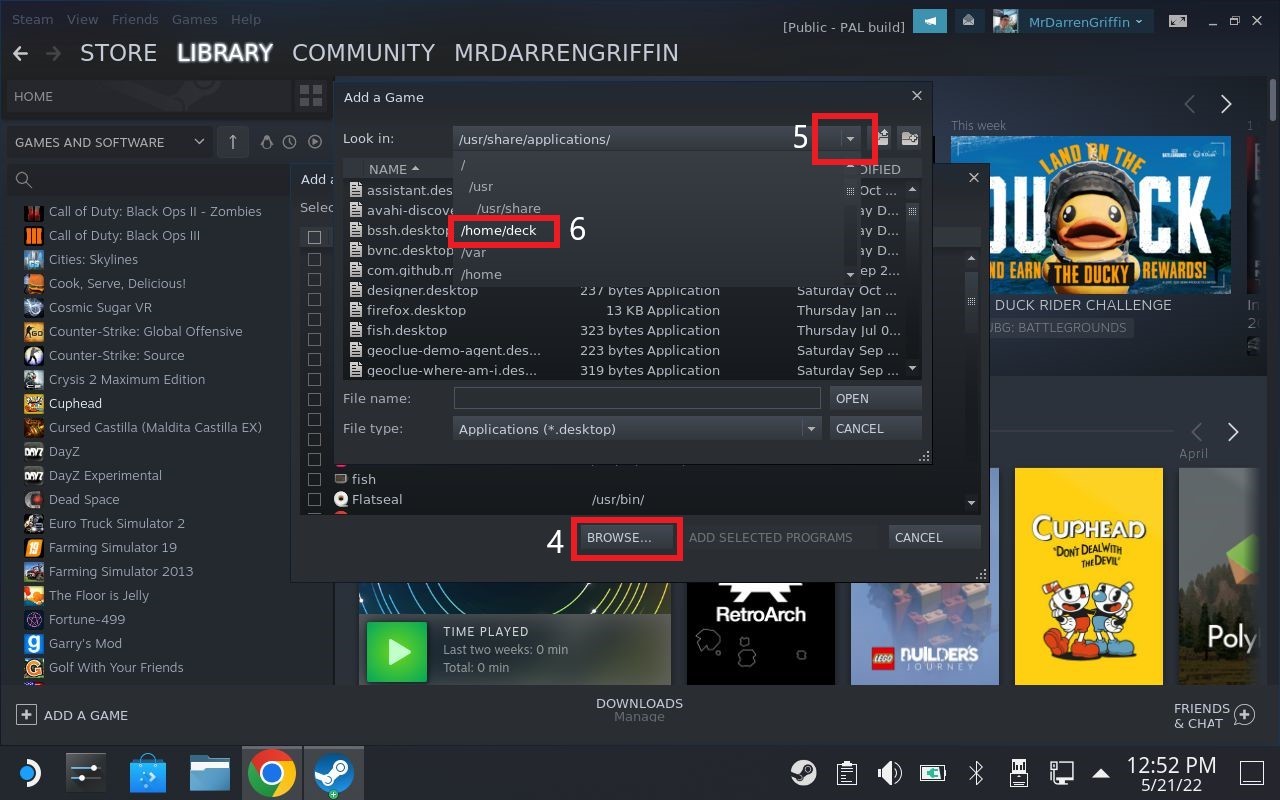 Steam View Friends Games Help
[Public - PAL build]
MrDarrenGriffin
STORE LIBRARY COMMUNITY MRDARRENGRIFFIN
HOME
GAMES AND SOFTWARE
Call of Duty: Black Ops II - Zombies
Call of Duty: Black Ops III
Cities: Skylines
Cook, Serve, Delicious!
Cosmic Sugar VR
Counter-Strike: Global Offensive
Counter-Strike: Source
Crysis 2 Maximum Edition
Cuphead
Cursed Castilla (Maldita Castilla EX)
DayZ
DayZ Experimental
Dead Space
Euro Truck Simulator 2
Farming Simulator 19
Farming Simulator 2013
The Floor is Jelly
Fortune-499
Garry's Mod
Golf With Your Friends
Add a Game
Look in: /usr/share/applications/
5
/
/usr
/usr/share
/home/deck
6
/var
/home
NAME
DIFIED
assistant.des
Oct ...
avahi-discove
ay D...
bssh.desktop
ay D...
bvnc.desktop
ay D...
com.github.m
ep 2...
designer.desktop 237 bytes Application Saturday Oct ...
firefox.desktop 13 KB Application Thursday Jan ...
fish.desktop 323 bytes Application Thursday Jul 0...
geoclue-demo-agent.des... 223 bytes Application Saturday Sep ...
geoclue-where-am-i.des... 319 bytes Application Saturday Sep ...
File name: OPEN
File type: Applications (*.desktop) CANCEL
Add a
Selec
fish
Flatseal /usr/bin/
4
BROWSE... ADD SELECTED PROGRAMS CANCEL
This week
LAND ON THE
DUCK
AND EARN THE DUCKY REWARDS!
DUCK RIDER CHALLENGE
UBG: BATTLEGROUNDS
April
TIME PLAYED
Last two weeks: 0 min
Total: 0 min
RetroArch
LEGO BUILDER'S
JOURNEY
CUPHEAD
"DON'T DEAL WITH
THE DEVIL"
Poly
ADD A GAME
DOWNLOADS
Manage
FRIENDS
& CHAT
12:52 PM
5/21/22